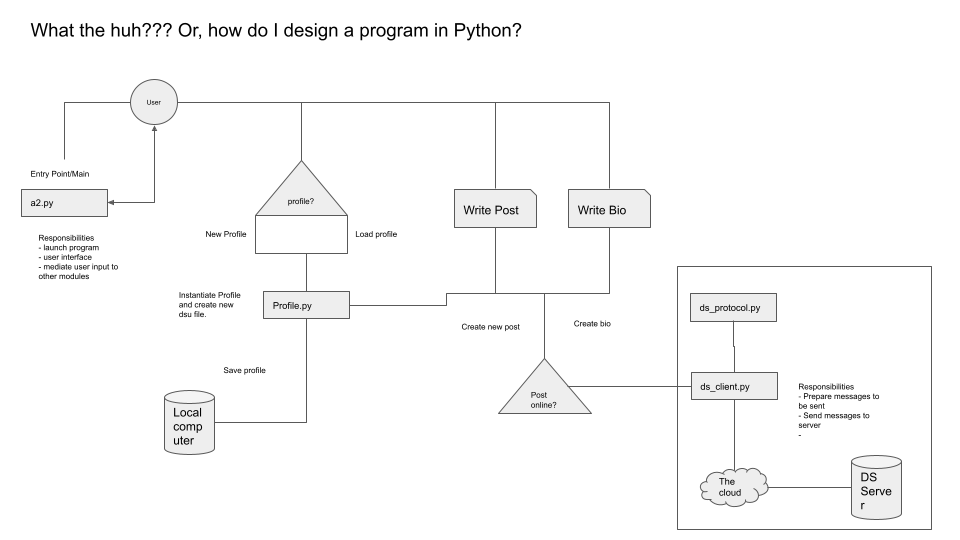 What the huh??? Or, how do I design a program in Python?
User
Entry Point/Main
a2.py
Responsibilities
- launch program
- user interface
- mediate user input to
other modules
profile?
New Profile
Load profile
Write Post
Write Bio
Instantiate Profile
and create new
dsu file.
Profile.py
Create new post
Create bio
Save profile
Local
comp
uter
Post
online?
ds_protocol.py
ds_client.py
Responsibilities
- Prepare messages to
be sent
- Send messages to
server
-
The
cloud
DS
Serve
r